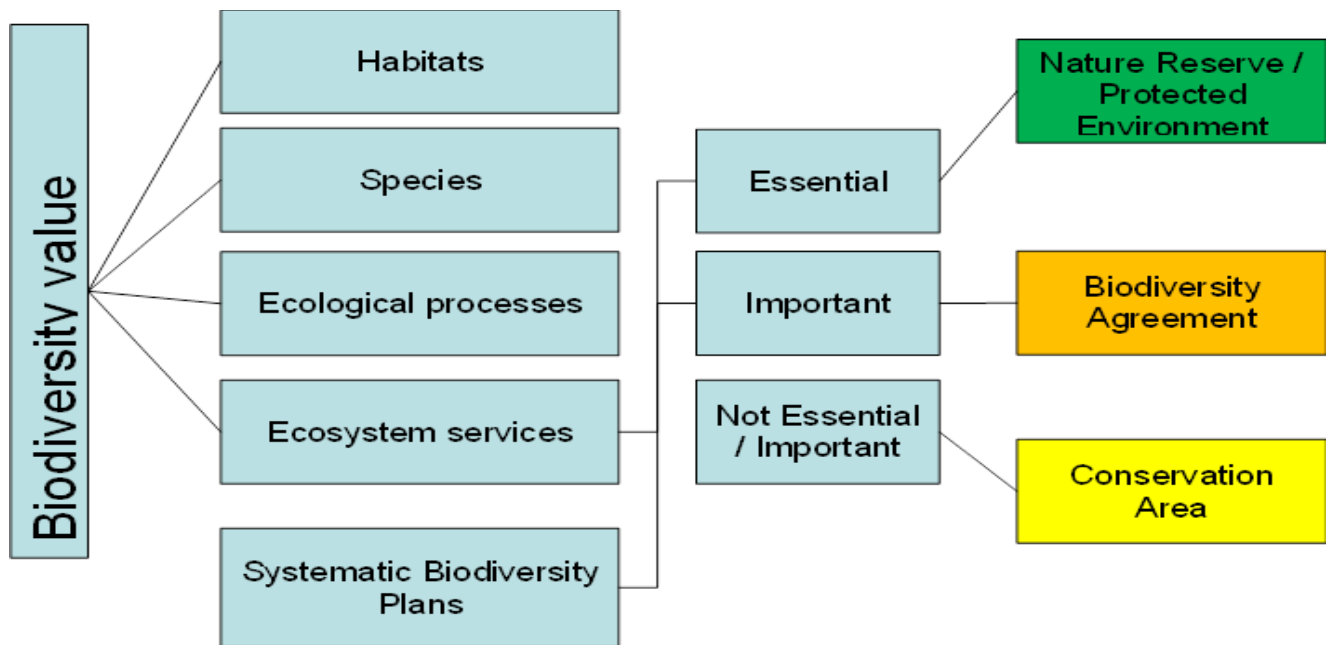 Biodiversity value
Habitats
Species
Ecological processes
Ecosystem services
Systematic Biodiversity
Plans
Essential
Important
Not Essential
/ Important
Nature Reserve /
Protected
Environment
Biodiversity
Agreement
Conservation
Area